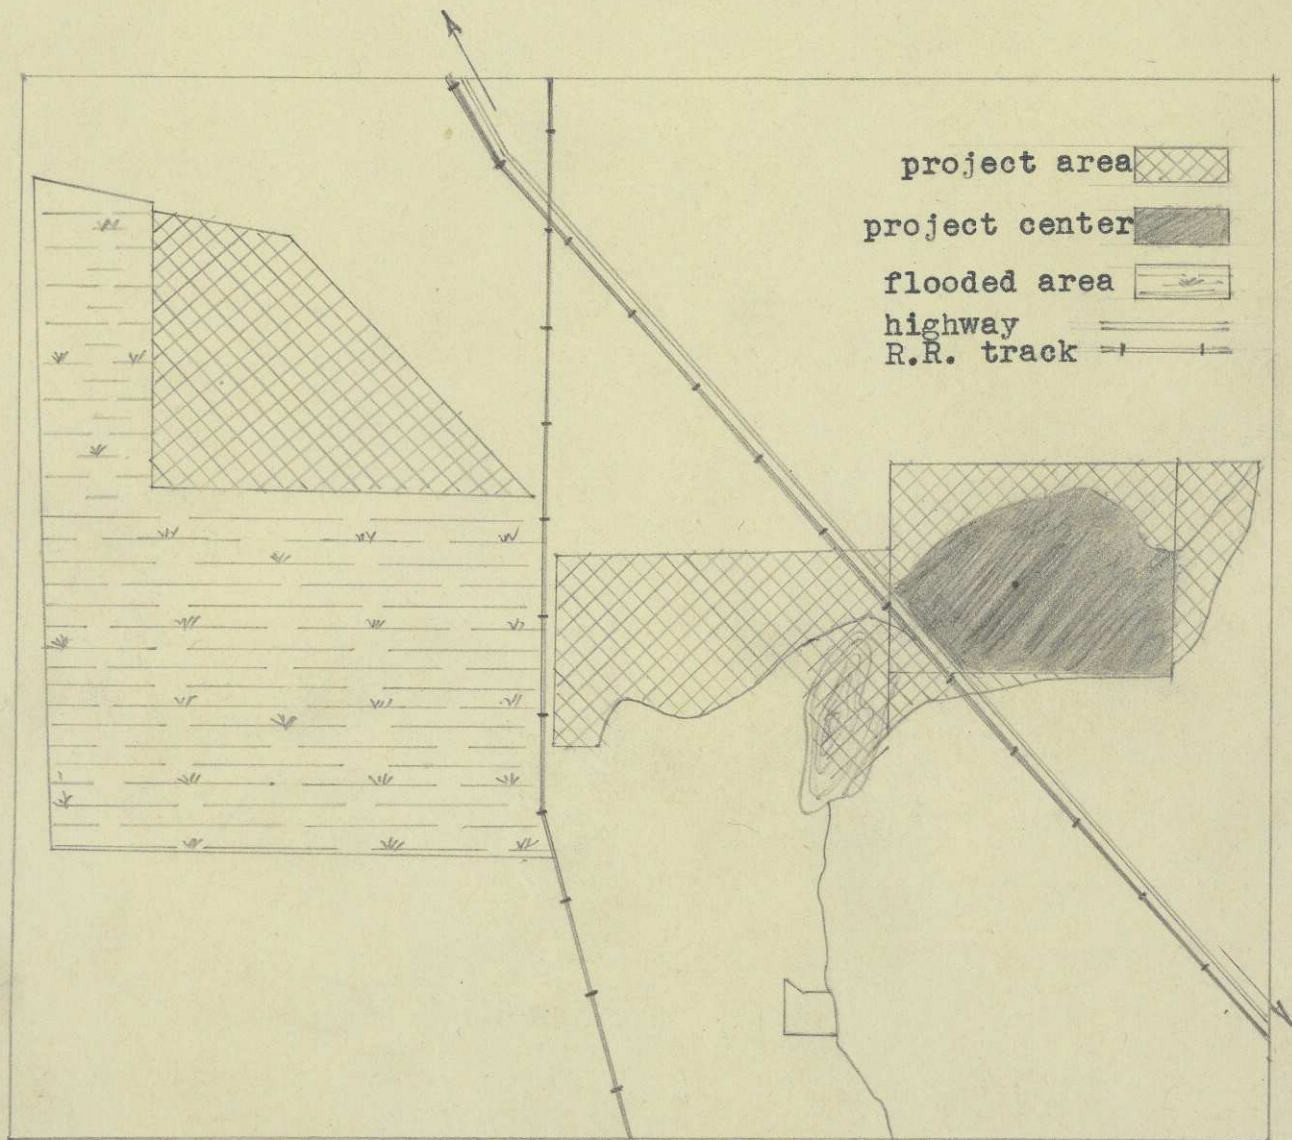 project area
project center
flooded area
highway
R.R. track